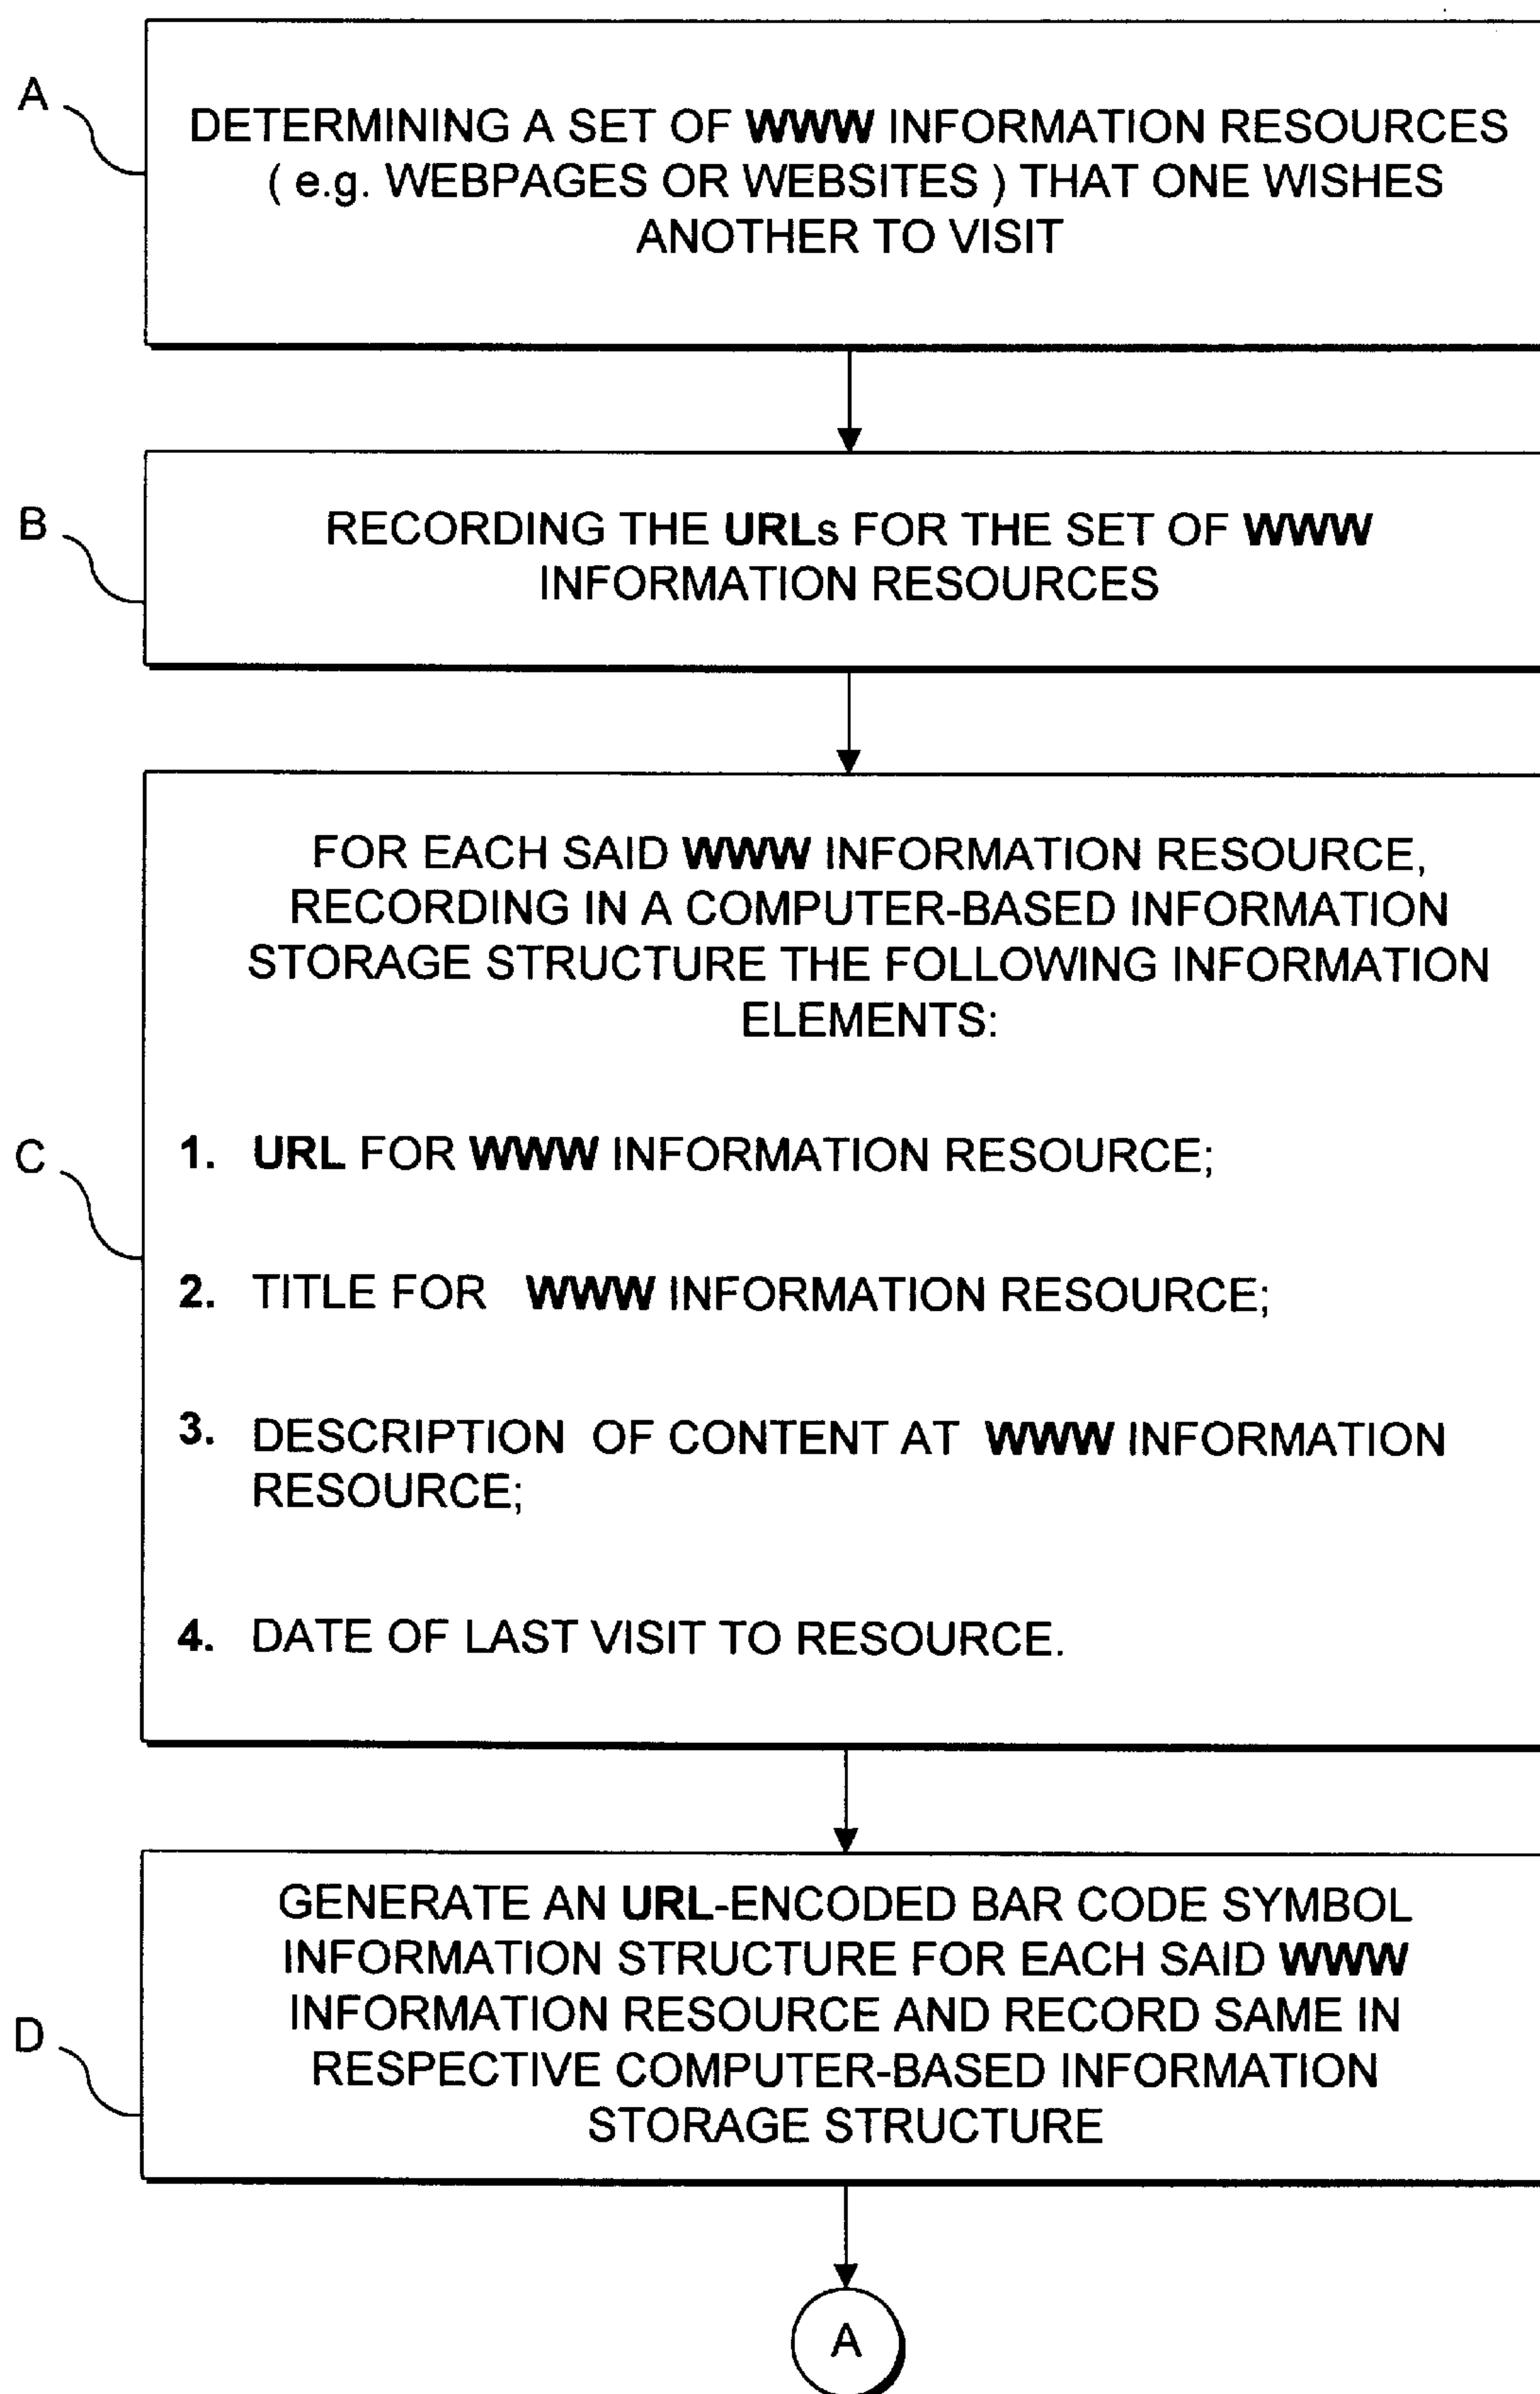 A
DETERMINING A SET OF WWW INFORMATION RESOURCES
( e.g. WEBPAGES OR WEBSITES ) THAT ONE WISHES
ANOTHER TO VISIT
B
RECORDING THE URLs FOR THE SET OF WWW
INFORMATION RESOURCES
C
FOR EACH SAID WWW INFORMATION RESOURCE,
RECORDING IN A COMPUTER-BASED INFORMATION
STORAGE STRUCTURE THE FOLLOWING INFORMATION
ELEMENTS:
1. URL FOR WWW INFORMATION RESOURCE;
2. TITLE FOR WWW INFORMATION RESOURCE;
3. DESCRIPTION OF CONTENT AT WWW INFORMATION
RESOURCE;
4. DATE OF LAST VISIT TO RESOURCE.
D
GENERATE AN URL-ENCODED BAR CODE SYMBOL
INFORMATION STRUCTURE FOR EACH SAID WWW
INFORMATION RESOURCE AND RECORD SAME IN
RESPECTIVE COMPUTER-BASED INFORMATION
STORAGE STRUCTURE
A